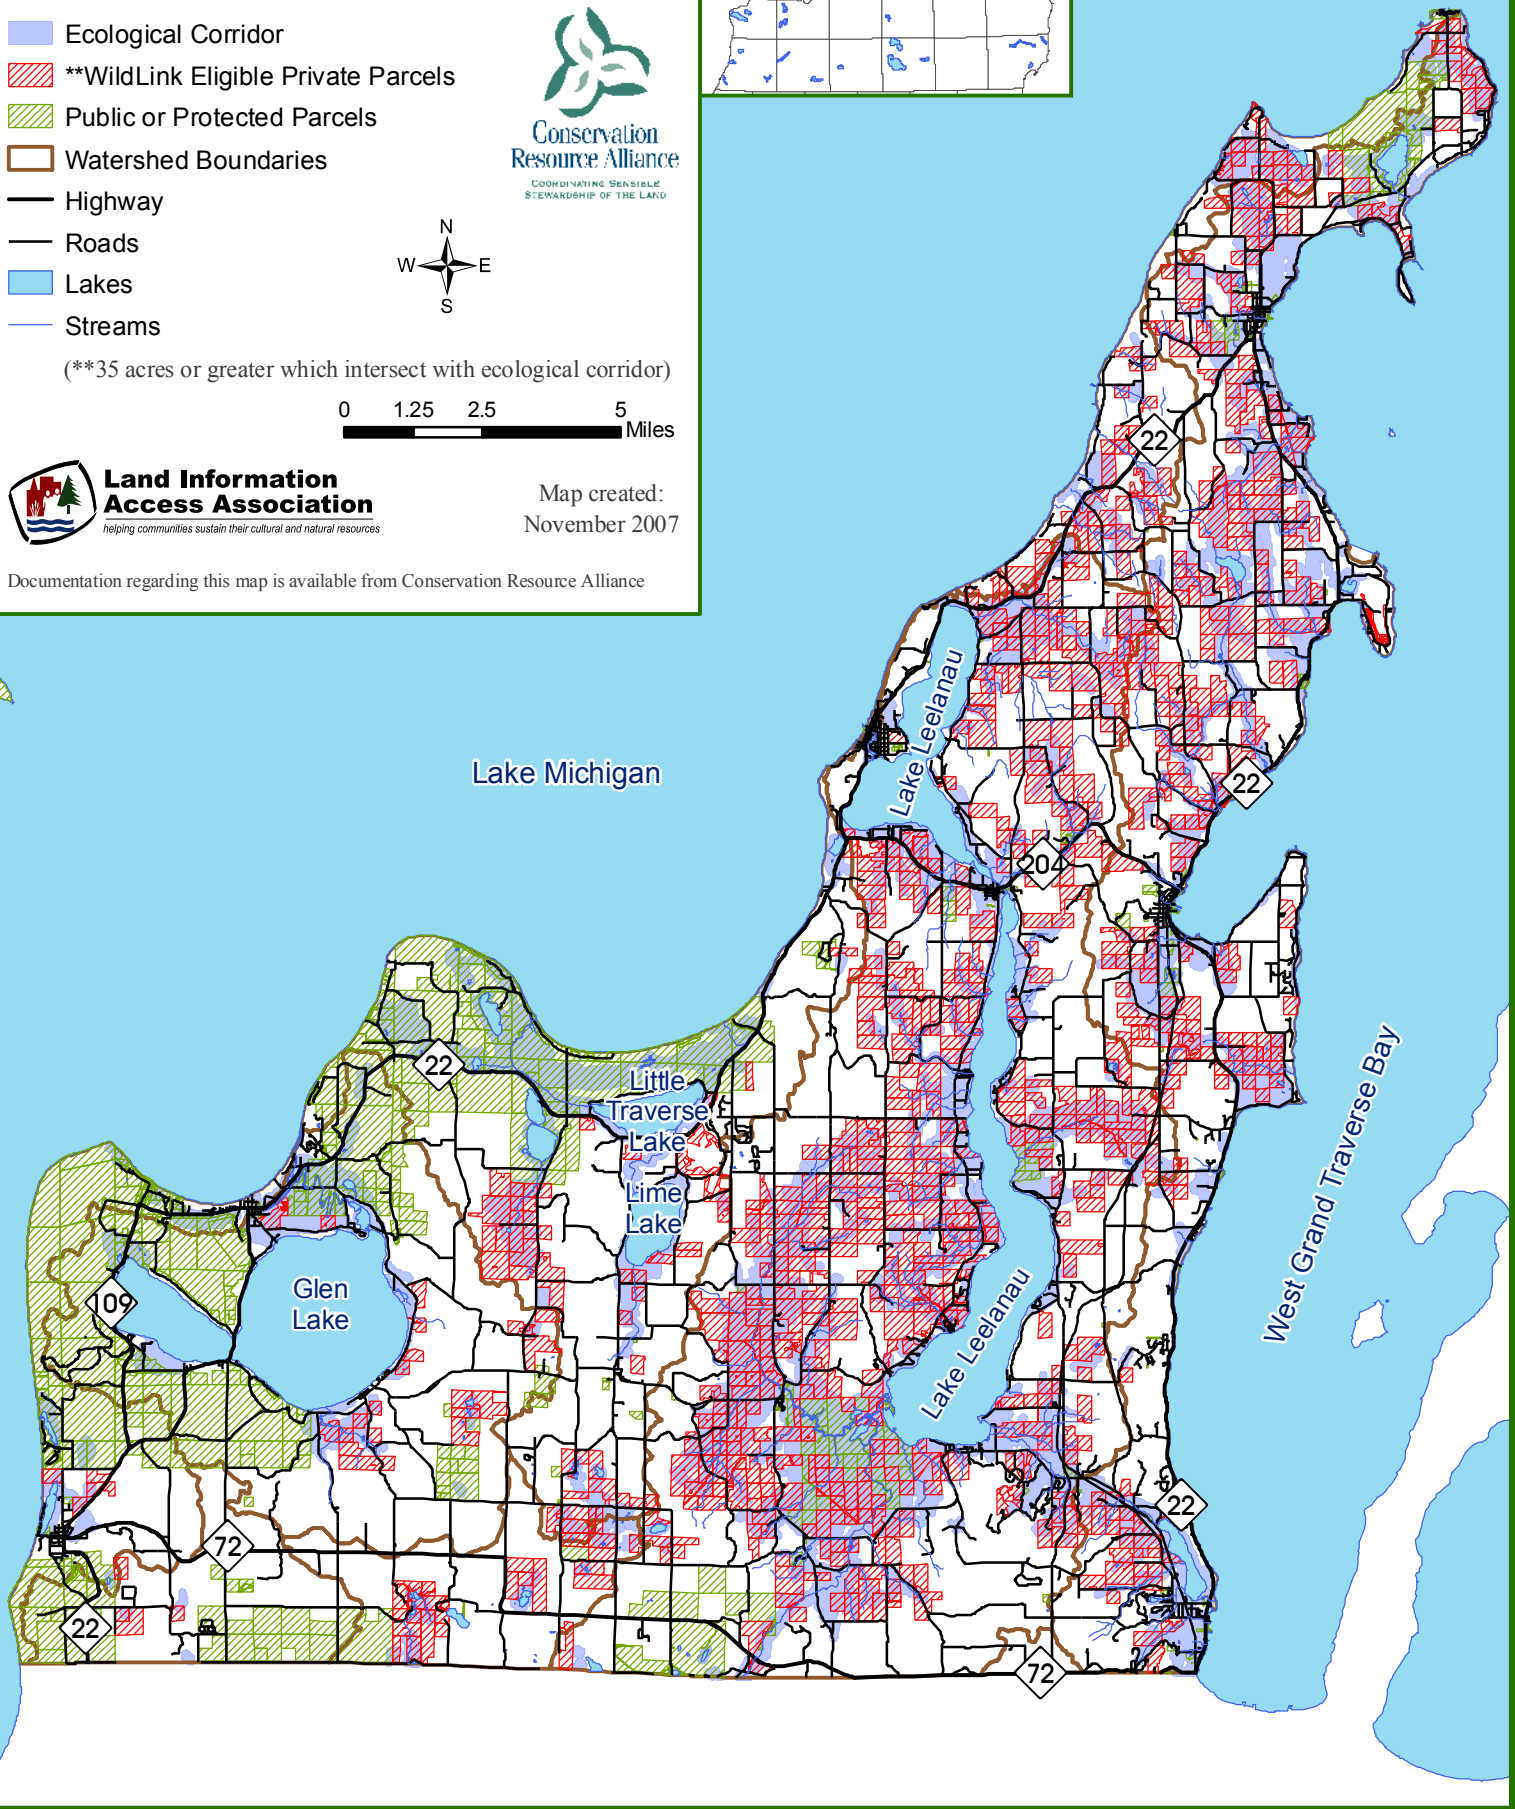 Ecological Corridor
**WildLink Eligible Private Parcels
Public or Protected Parcels
Watershed Boundaries
Highway
Roads
Lakes
Streams
Conservation
Resource Alliance
COORDINATING SENSIBLE
STEWARDSHIP OF THE LAND
N
W E
S
(**35 acres or greater which intersect with ecological corridor)
0 1.25 2.5 5
Miles
Land Information
Access Association
helping communities sustain their cultural and natural resources
Map created:
November 2007
Documentation regarding this map is available from Conservation Resource Alliance
22
Lake Leelanau
Lake Michigan
22
204
22
Little
Traverse
Lake
Lime
Lake
West Grand Traverse Bay
109
Glen
Lake
Lake Leelanau
22
72
22
72